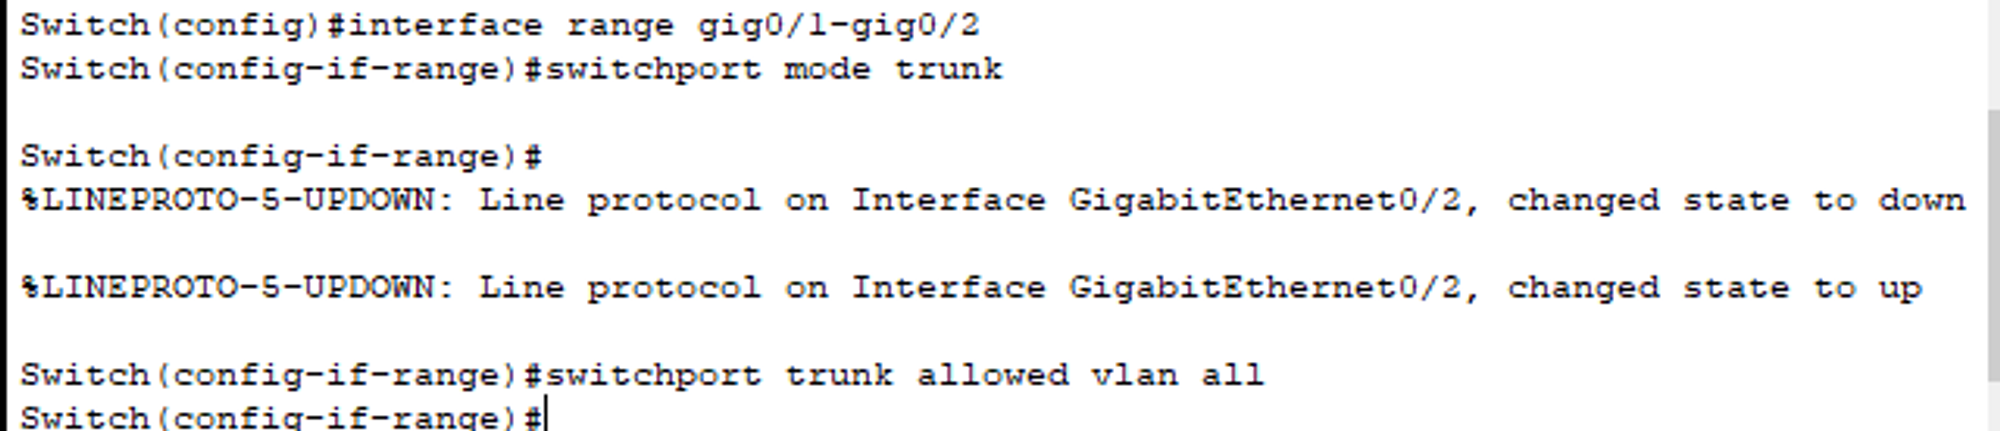 Switch(config)#interface range gig0/1-gig0/2
Switch(config-if-range)#switchport mode trunk
Switch(config-if-range)#
%LINEPROTO-5-UPDOWN: Line protocol on Interface GigabitEthernet0/2, changed state to down
%LINEPROTO-5-UPDOWN: Line protocol on Interface GigabitEthernet0/2, changed state to up
Switch(config-if-range)#switchport trunk allowed vlan all
Switch(config-if-range)#